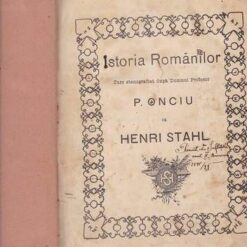 Istoria Românilor
Curs stenografiat după Domnul Profesor
P. ONCIU
de
HENRI STAHL